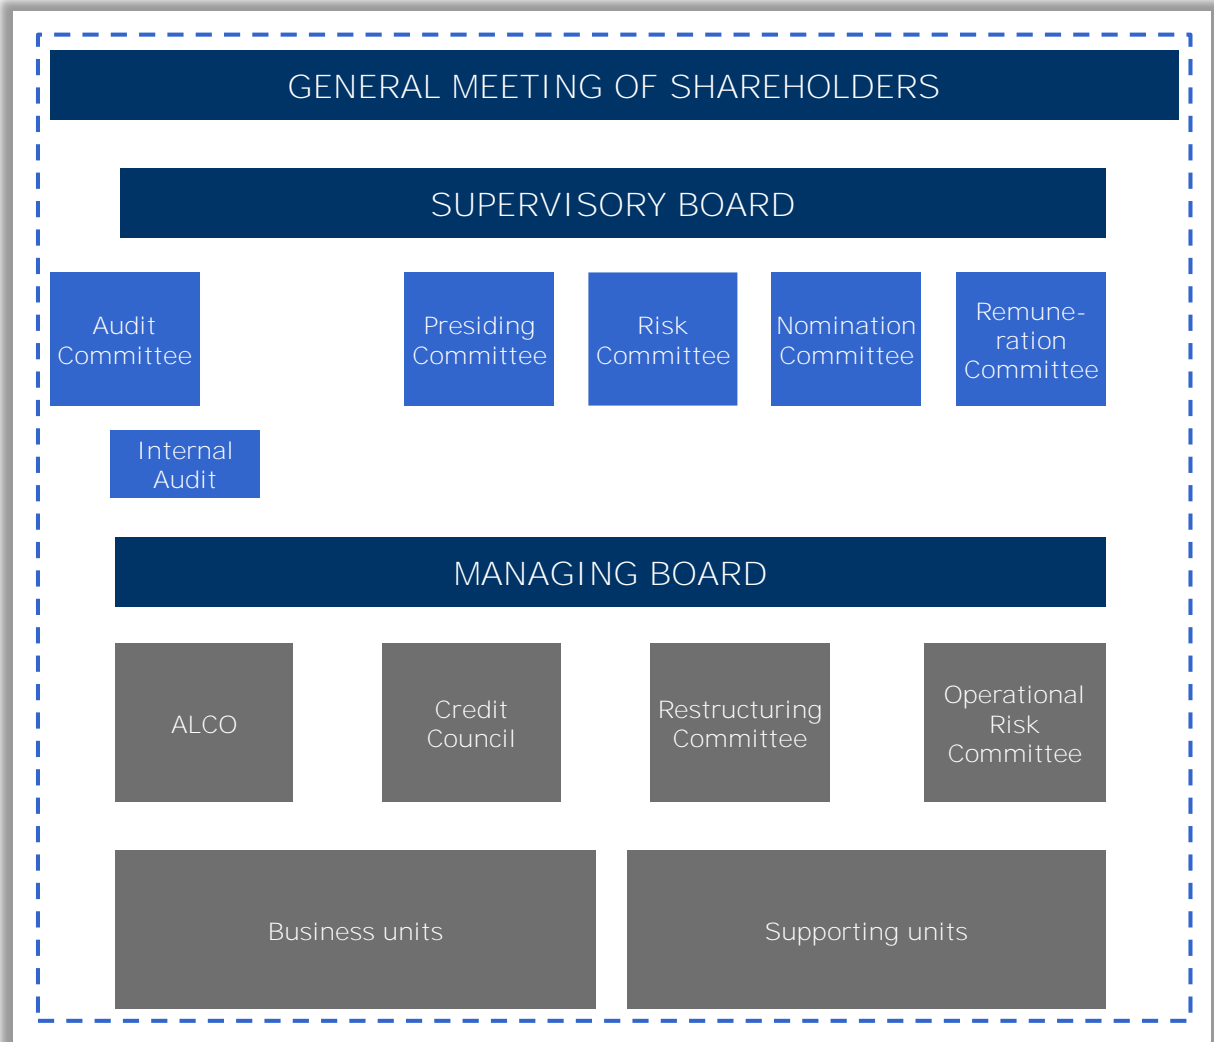 GENERAL MEETING OF SHAREHOLDERS
SUPERVISORY BOARD
Audit
Committee
Presiding
Committee
Risk
Committee
Nomination
Committee
Remune-
ration
Committee
Internal
Audit
MANAGING BOARD
ALCO
Credit
Council
Restructuring
Committee
Operational
Risk
Committee
Business units
Supporting units